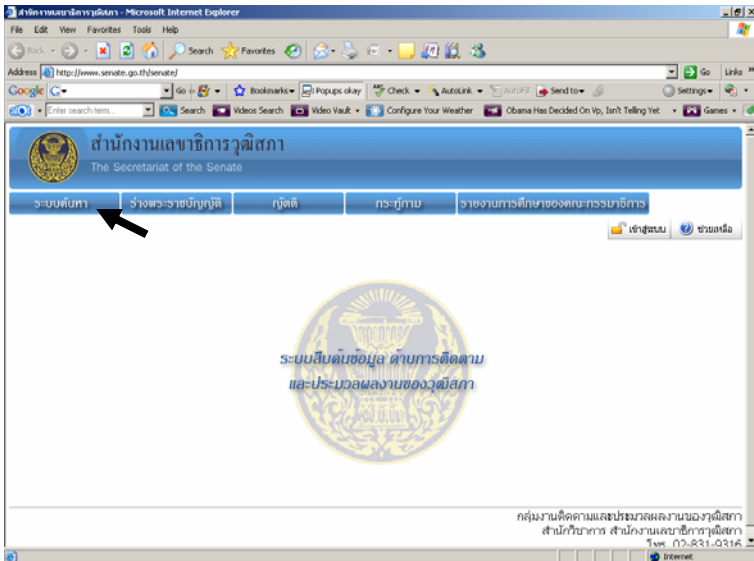 สำนักงานเลขาธิการวุฒิสภา - Microsoft Internet Explorer
File Edit View Favorites Tools Help
Back Search Favorites
Address http://www.senate.go.th/senate/ Go Links »
Google Go Bookmarks Popups okay Check AutoLink AutoFill Send to Settings
Enter search term... Search Videos Search Video Vault Configure Your Weather Obama Has Decided On Vp, Isn't Telling Yet Games
สำนักงานเลขาธิการวุฒิสภา
The Secretariat of the Senate
ระบบค้นหา ร่างพระราชบัญญัติ ญัตติ กระทู้ถาม รายงานการศึกษาของคณะกรรมาธิการ
เข้าสู่ระบบ ช่วยเหลือ
ระบบสืบค้นข้อมูล ด้านการติดตาม
และประมวลผลงานของวุฒิสภา
กลุ่มงานติดตามและประมวลผลงานของวุฒิสภา
สำนักวิชาการ สำนักงานเลขาธิการวุฒิสภา
โทร. 02-831-9316
Internet